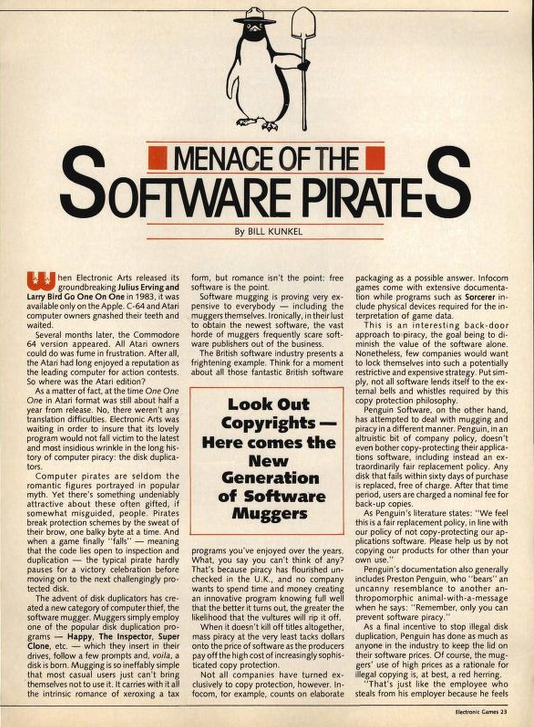 MENACE OF THE
SOFTWARE PIRATES
By BILL KUNKEL
When Electronic Arts released its
groundbreaking Julius Erving and
Larry Bird Go One On One in 1983, it was
available only on the Apple. C-64 and Atari
computer owners gnashed their teeth and
waited.
Several months later, the Commodore
64 version appeared. All Atari owners
could do was fume in frustration. After all,
the Atari had long enjoyed a reputation as
the leading computer for action contests.
So where was the Atari edition?
As a matter of fact, at the time One One
One in Atari format was still about half a
year from release. No, there weren't any
translation difficulties. Electronic Arts was
waiting in order to insure that its lovely
program would not fall victim to the latest
and most insidious wrinkle in the long his-
tory of computer piracy: the disk duplica-
tors.
Computer pirates are seldom the
romantic figures portrayed in popular
myth. Yet there's something undeniably
attractive about these often gifted, if
somewhat misguided, people. Pirates
break protection schemes by the sweat of
their brow, one balky byte at a time. And
when a game finally "falls" — meaning
that the code lies open to inspection and
duplication — the typical pirate hardly
pauses for a victory celebration before
moving on to the next challengingly pro-
tected disk.
The advent of disk duplicators has cre-
ated a new category of computer thief, the
software mugger. Muggers simply employ
one of the popular disk duplication pro-
grams — Happy, The Inspector, Super
Clone, etc. — which they insert in their
drives, follow a few prompts and, voila, a
disk is born. Mugging is so ineffably simple
that most casual users just can't bring
themselves not to use it. It carries with it all
the intrinsic romance of xeroxing a tax
form, but romance isn't the point: free
software is the point.
Software mugging is proving very ex-
pensive to everybody — including the
muggers themselves. Ironically, in their lust
to obtain the newest software, the vast
horde of muggers frequently scare soft-
ware publishers out of the business.
The British software industry presents a
frightening example. Think for a moment
about all those fantastic British software
Look Out
Copyrights —
Here comes the
New
Generation
of Software
Muggers
programs you've enjoyed over the years.
What, you say you can't think of any?
That's because piracy has flourished un-
checked in the U.K., and no company
wants to spend time and money creating
an innovative program knowing full well
that the better it turns out, the greater the
likelihood that the vultures will rip it off.
When it doesn't kill off titles altogether,
mass piracy at the very least tacks dollars
onto the price of software as the producers
pay off the high cost of increasingly sophis-
ticated copy protection.
Not all companies have turned ex-
clusively to copy protection, however. In-
focom, for example, counts on elaborate
packaging as a possible answer. Infocom
games come with extensive documenta-
tion while programs such as Sorcerer in-
clude physical devices required for the in-
terpretation of game data.
This is an interesting back-door
approach to piracy, the goal being to di-
minish the value of the software alone.
Nonetheless, few companies would want
to lock themselves into such a potentially
restrictive and expensive strategy. Put sim-
ply, not all software lends itself to the ex-
ternal bells and whistles required by this
copy protection philosophy.
Penguin Software, on the other hand,
has attempted to deal with mugging and
piracy in a different manner. Penguin, in an
altruistic bit of company policy, doesn't
even bother copy-protecting their applica-
tions software, including instead an ex-
traordinarily fair replacement policy. Any
disk that fails within sixty days of purchase
is replaced, free of charge. After that time
period, users are charged a nominal fee for
back-up copies.
As Penguin's literature states: "We feel
this is a fair replacement policy, in line with
our policy of not copy-protecting our ap-
plications software. Please help us by not
copying our products for other than your
own use."
Penguin's documentation also generally
includes Preston Penguin, who "bears" an
uncanny resemblance to another an-
thropomorphic animal-with-a-message
when he says: "Remember, only you can
prevent software piracy."
As a final incentive to stop illegal disk
duplication, Penguin has done as much as
anyone in the industry to keep the lid on
their software prices. Of course, the mug-
gers' use of high prices as a rationale for
illegal copying is, at best, a red herring.
"That's just like the employee who
steals from his employer because he feels
Electronic Games 23